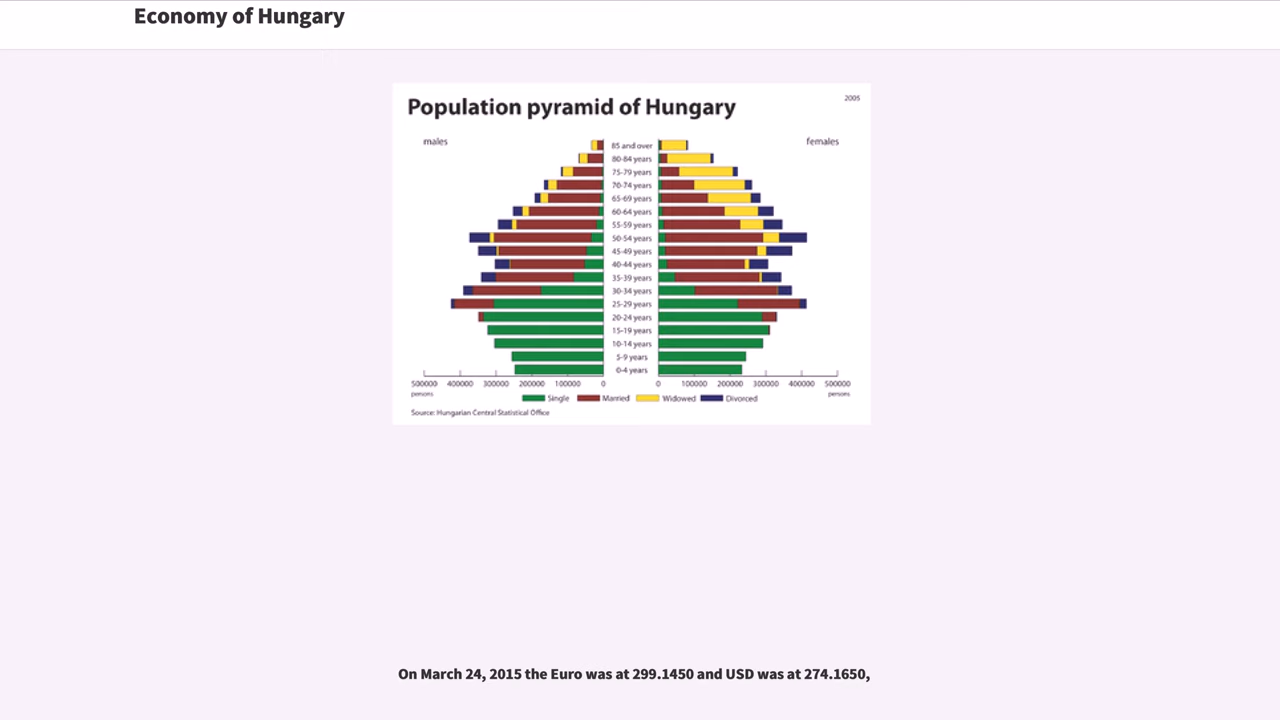 Economy of Hungary
Population pyramid of Hungary
2005
males
females
85 and over
80-84 years
75-79 years
70-74 years
65-69 years
60-64 years
55-59 years
50-54 years
45-49 years
40-44 years
35-39 years
30-34 years
25-29 years
20-24 years
15-19 years
10-14 years
5-9 years
0-4 years
500000 400000 300000 200000 100000 0 0 100000 200000 300000 400000 500000
persons persons
Single Married Widowed Divorced
Source: Hungarian Central Statistical Office
On March 24, 2015 the Euro was at 299.1450 and USD was at 274.1650,